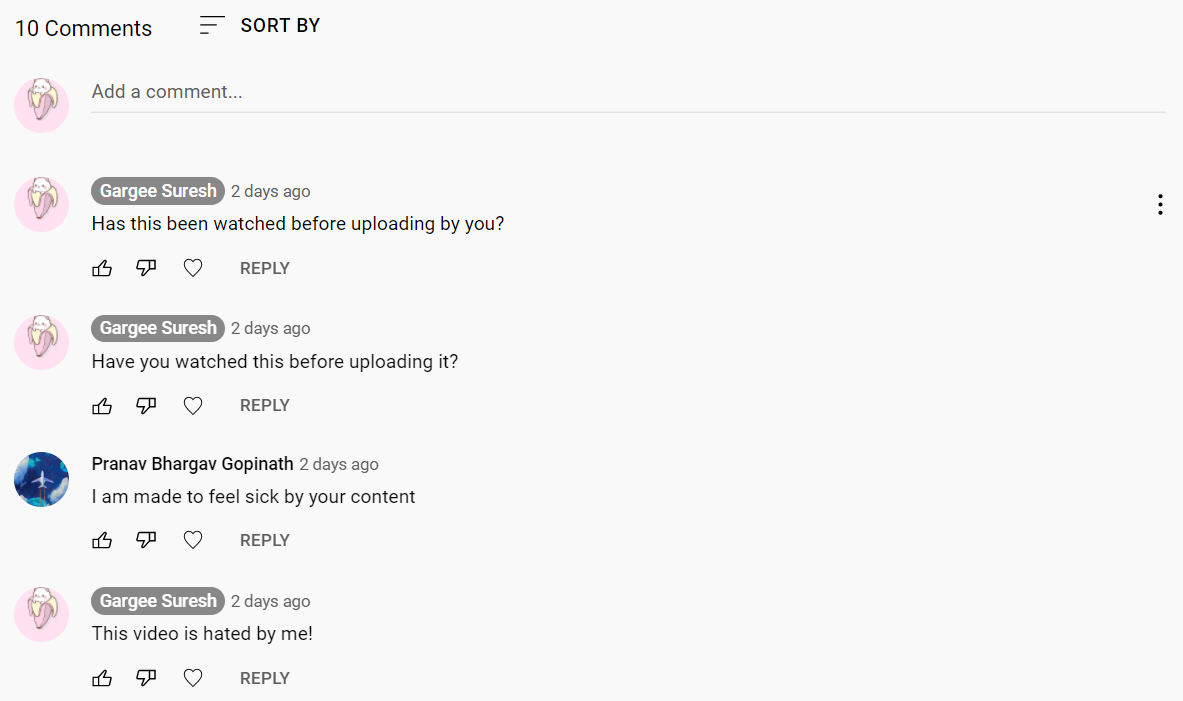 10 Comments SORT BY
Add a comment...
Gargee Suresh 2 days ago
Has this been watched before uploading by you?
REPLY
Gargee Suresh 2 days ago
Have you watched this before uploading it?
REPLY
Pranav Bhargav Gopinath 2 days ago
I am made to feel sick by your content
REPLY
Gargee Suresh 2 days ago
This video is hated by me!
REPLY